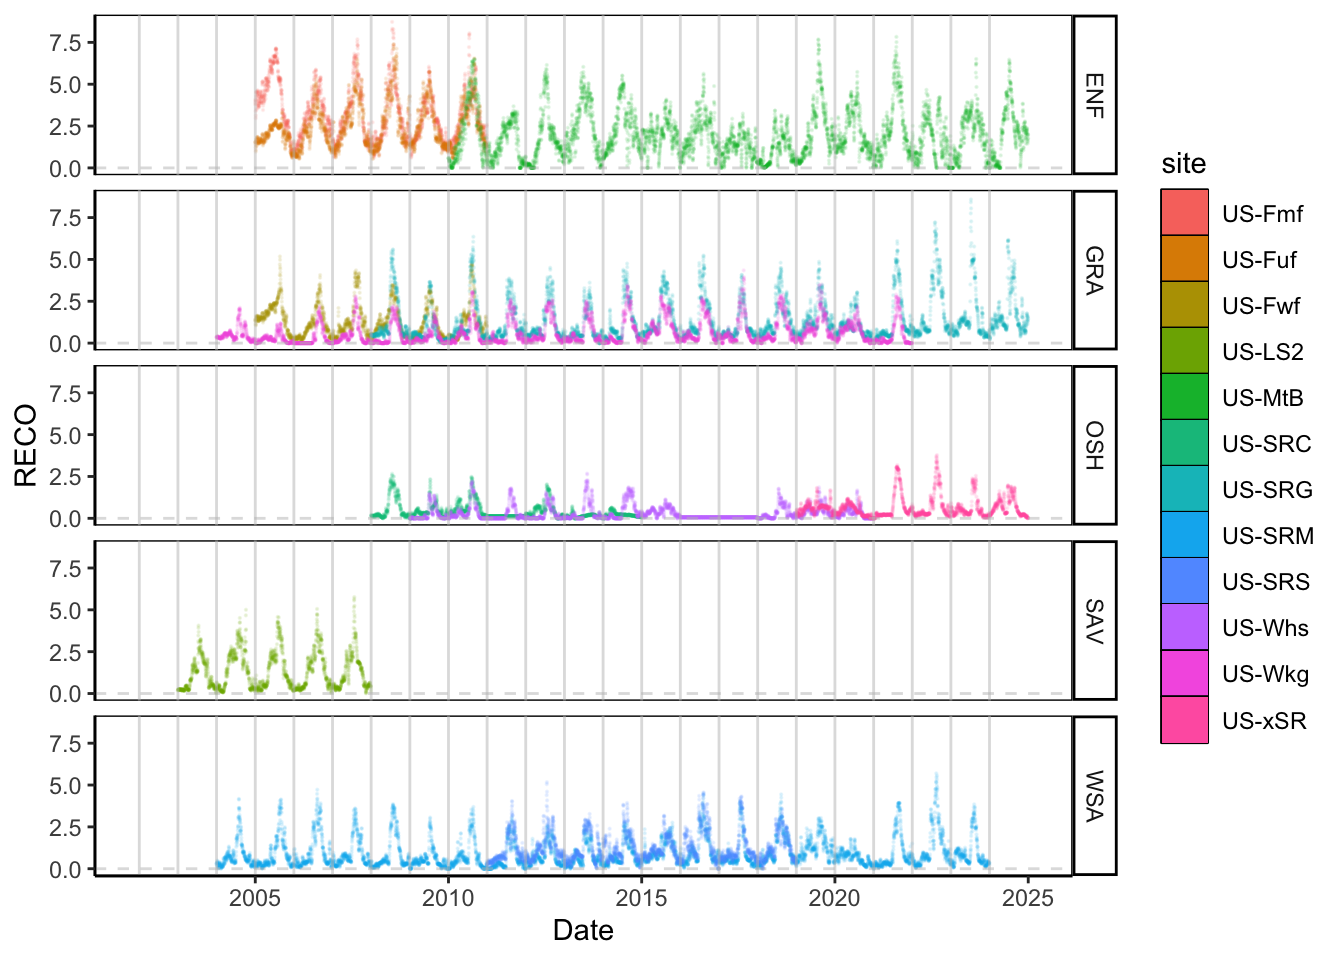 7.5
5.0
2.5
0.0
ENF
7.5
5.0
2.5
0.0
GRA
7.5
5.0
2.5
0.0
OSH
7.5
5.0
2.5
0.0
SAV
7.5
5.0
2.5
0.0
WSA
RECO
2005 2010 2015 2020 2025
Date
site
US-Fmf
US-Fuf
US-Fwf
US-LS2
US-MtB
US-SRC
US-SRG
US-SRM
US-SRS
US-Whs
US-Wkg
US-xSR